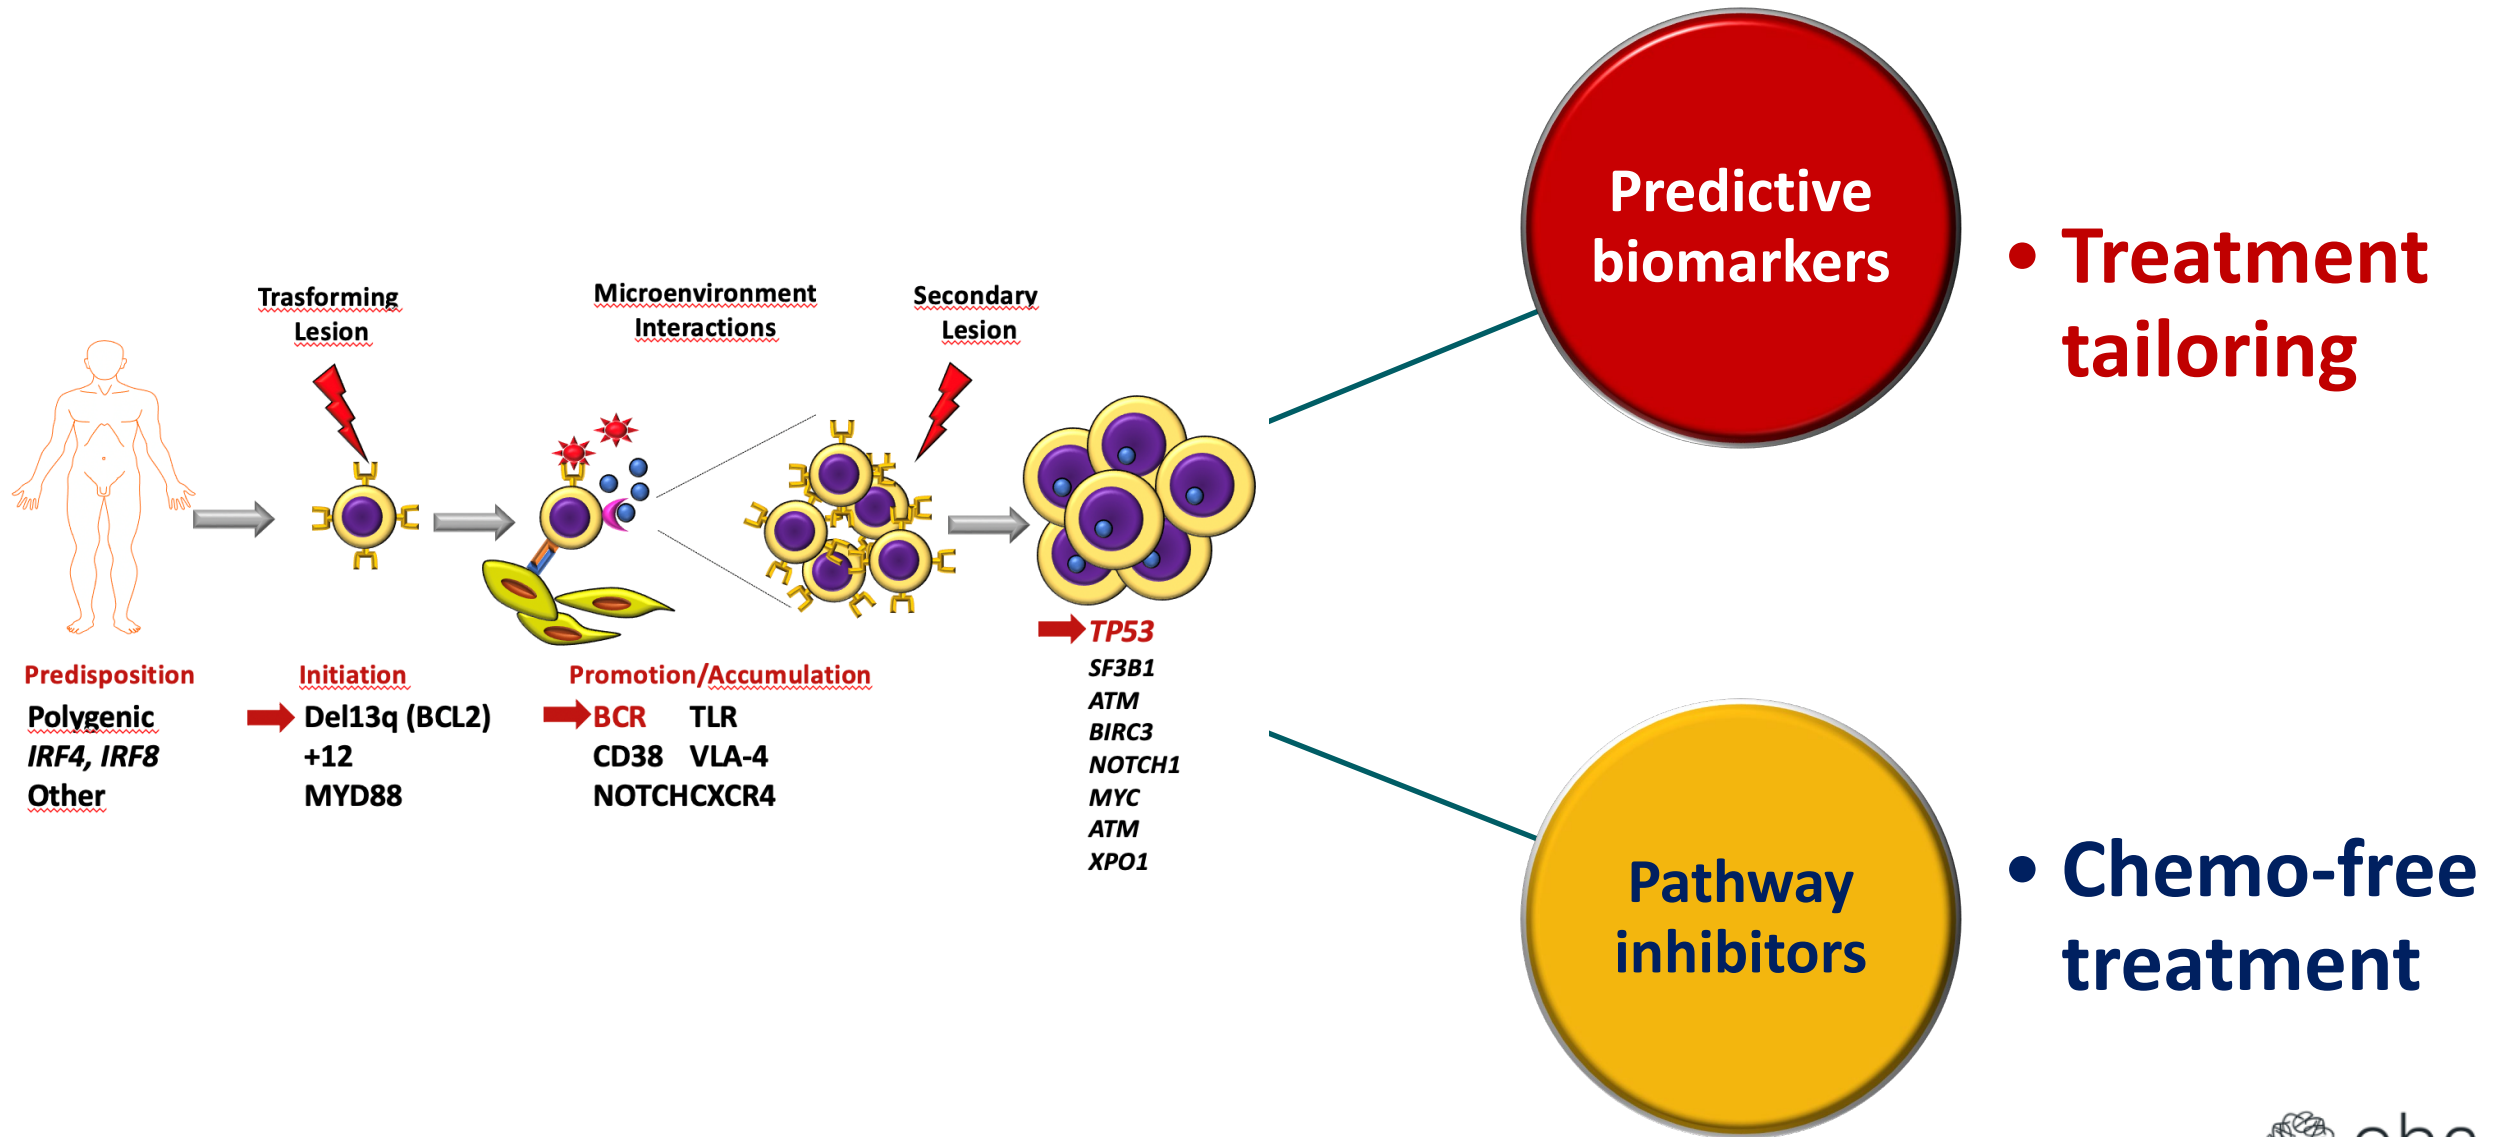 Predictive
biomarkers
• Treatment
tailoring
Trasforming
Lesion
Microenvironment
Interactions
Secondary
Lesion
Predisposition
Polygenic
IRF4, IRF8
Other
Initiation
Del13q (BCL2)
+12
MYD88
Promotion/Accumulation
BCR TLR
CD38 VLA-4
NOTCHCXCR4
TP53
SF3B1
ATM
BIRC3
NOTCH1
MYC
ATM
XPO1
Pathway
inhibitors
• Chemo-free
treatment